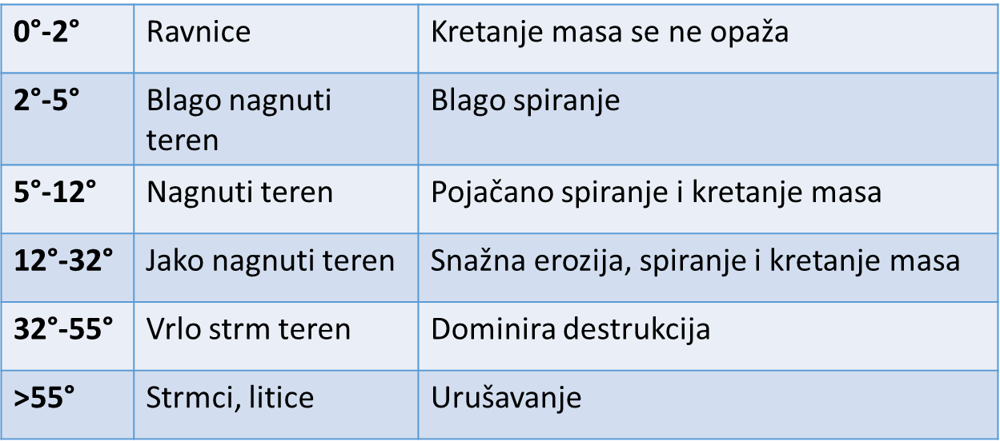 0°-2° Ravnice Kretanje masa se ne opaža
2°-5° Blago nagnuti Blago spiranje
teren
5°-12° Nagnuti teren Pojačano spiranje i kretanje masa
12°-32° Jako nagnuti teren Snažna erozija, spiranje i kretanje masa
32°-55° Vrlo strm teren Dominira destrukcija
>55° Strmci, litice Urušavanje